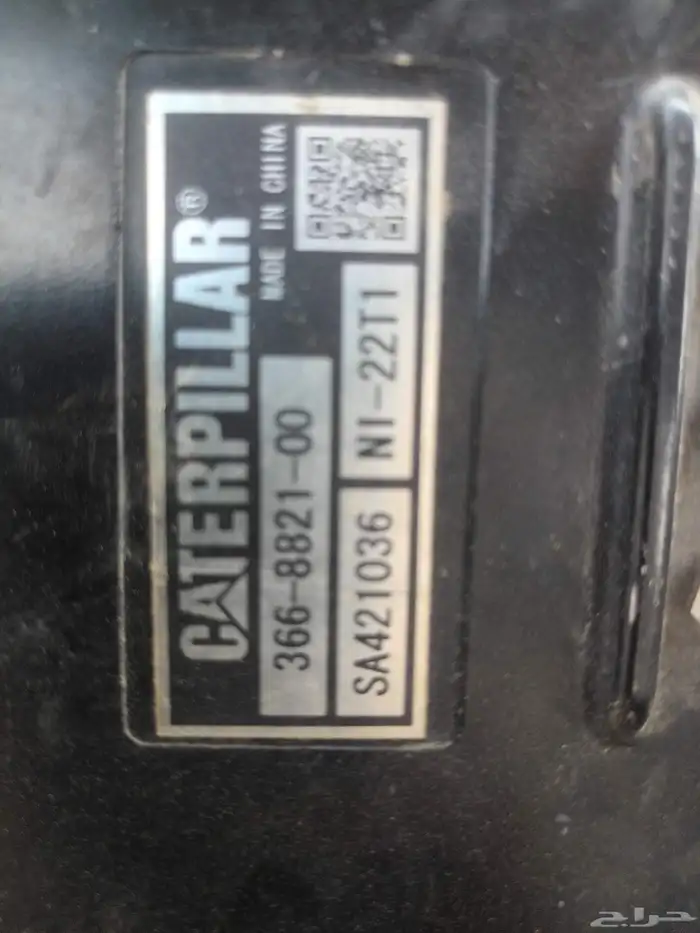 CATERPILLAR®
MADE IN CHINA
366-8821-00
SA421036 NI-22T1
حراج